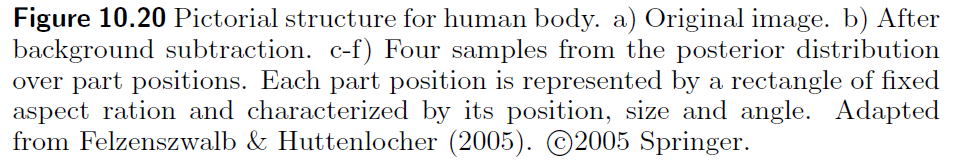 Figure 10.20 Pictorial structure for human body. a) Original image. b) After
background subtraction. c-f) Four samples from the posterior distribution
over part positions. Each part position is represented by a rectangle of fixed
aspect ration and characterized by its position, size and angle. Adapted
from Felzenszwalb & Huttenlocher (2005). ©2005 Springer.